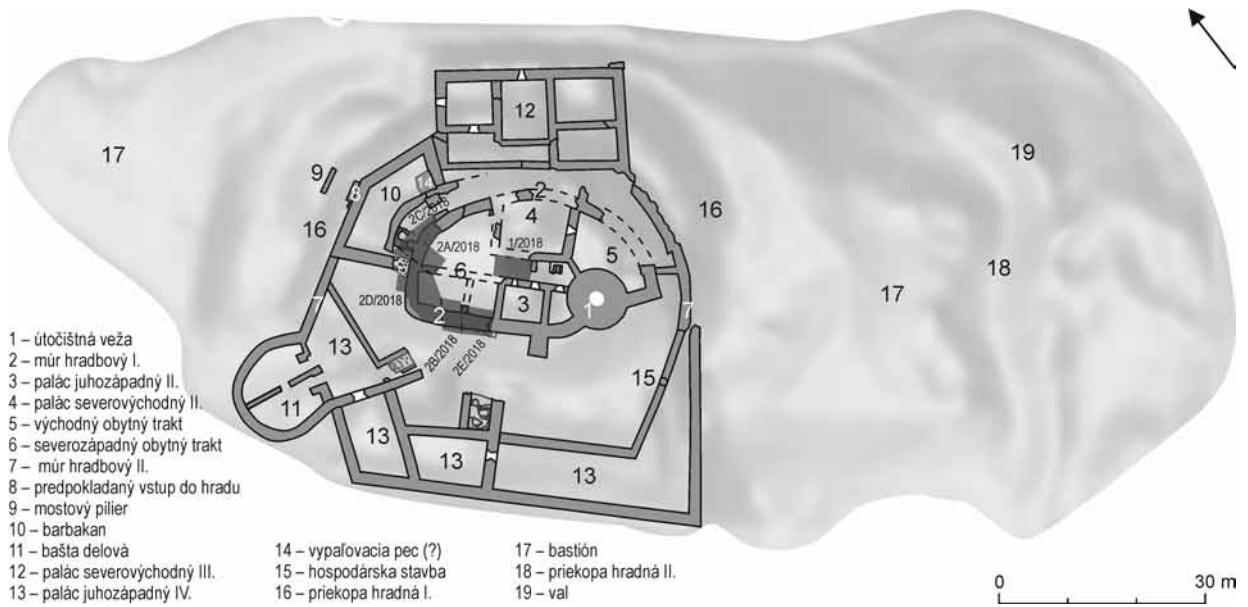 12
17
19
9
8
10
14
2
16
16
2C/2018
4
2A/2018
1/2018
5
6
18
17
2D/2018
3
1
7
7
2
2B/2018
2E/2018
13
15
11
13
13
13
1 – útočištná veža
2 – múr hradbový I.
3 – palác juhozápadný II.
4 – palác severovýchodný II.
5 – východný obytný trakt
6 – severozápadný obytný trakt
7 – múr hradbový II.
8 – predpokladaný vstup do hradu
9 – mostový pilier
10 – barbakan
11 – bašta delová
12 – palác severovýchodný III.
13 – palác juhozápadný IV.
14 – vypaľovacia pec (?)
15 – hospodárska stavba
16 – priekopa hradná I.
17 – bastión
18 – priekopa hradná II.
19 – val
0 30 m